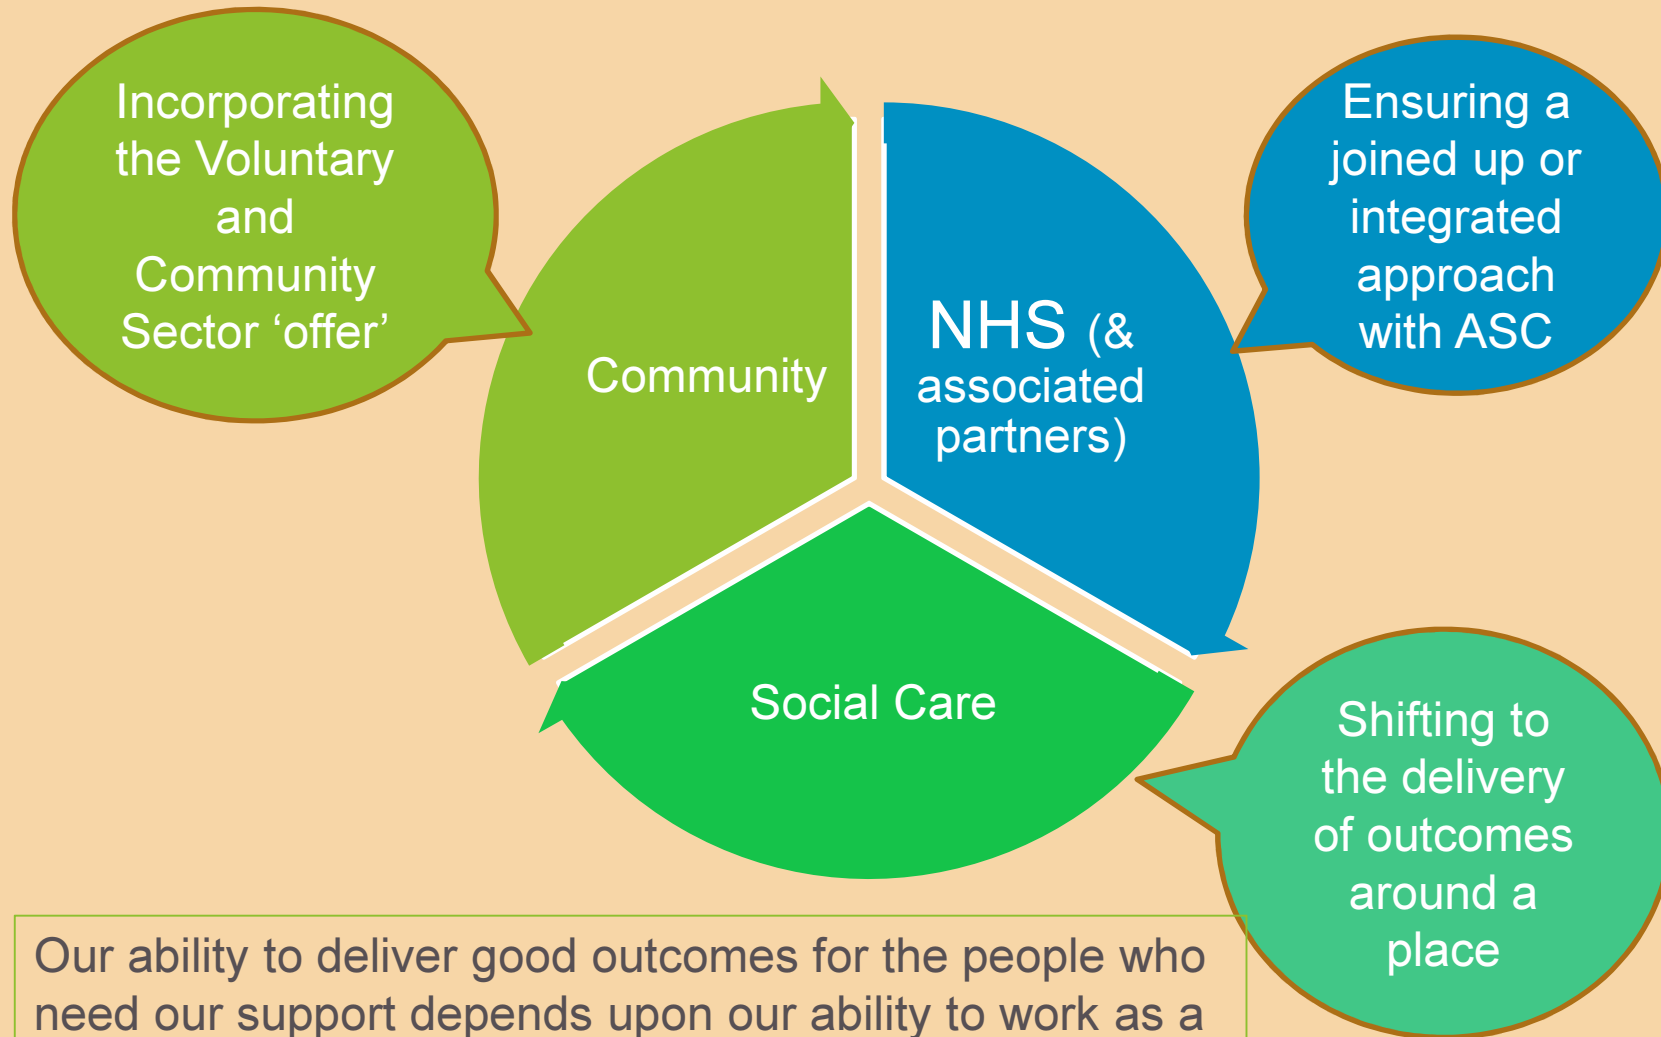 Incorporating
the Voluntary
and
Community
Sector ‘offer’
Ensuring a
joined up or
integrated
approach
with ASC
Community
NHS (&
associated
partners)
Social Care
Shifting to
the delivery
of outcomes
around a
place
Our ability to deliver good outcomes for the people who
need our support depends upon our ability to work as a